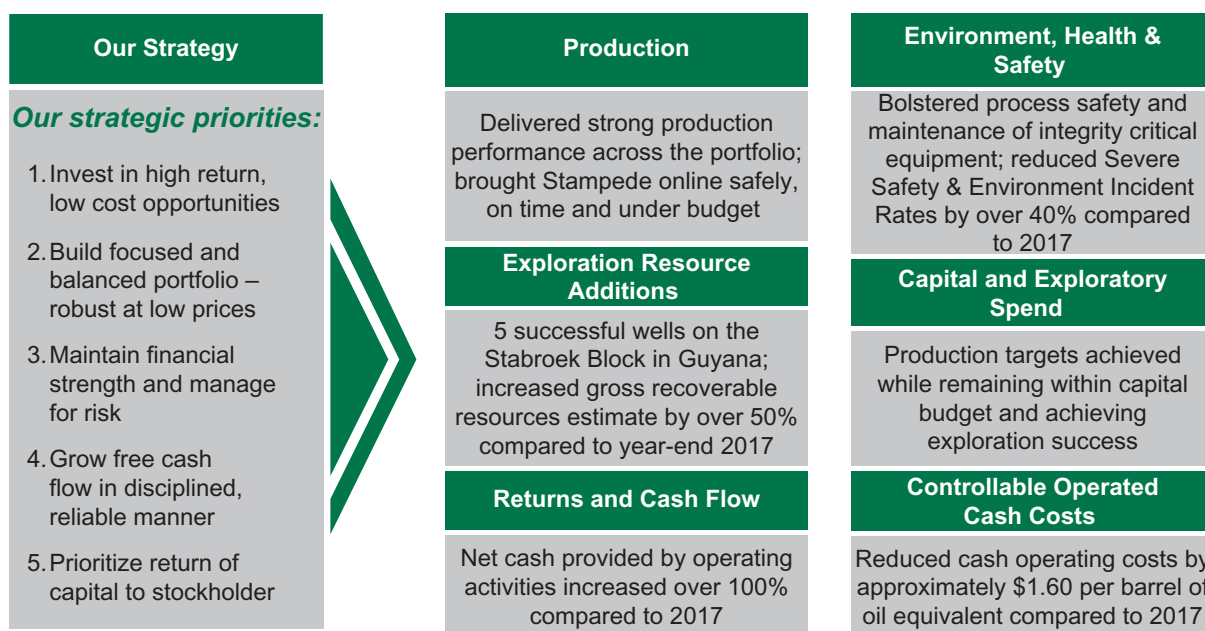 Our Strategy
Our strategic priorities:
1. Invest in high return,
low cost opportunities
2. Build focused and
balanced portfolio –
robust at low prices
3. Maintain financial
strength and manage
for risk
4. Grow free cash
flow in disciplined,
reliable manner
5. Prioritize return of
capital to stockholder
Production
Delivered strong production
performance across the portfolio;
brought Stampede online safely,
on time and under budget
Exploration Resource
Additions
5 successful wells on the
Stabroek Block in Guyana;
increased gross recoverable
resources estimate by over 50%
compared to year-end 2017
Returns and Cash Flow
Net cash provided by operating
activities increased over 100%
compared to 2017
Environment, Health &
Safety
Bolstered process safety and
maintenance of integrity critical
equipment; reduced Severe
Safety & Environment Incident
Rates by over 40% compared
to 2017
Capital and Exploratory
Spend
Production targets achieved
while remaining within capital
budget and achieving
exploration success
Controllable Operated
Cash Costs
Reduced cash operating costs by
approximately $1.60 per barrel of
oil equivalent compared to 2017